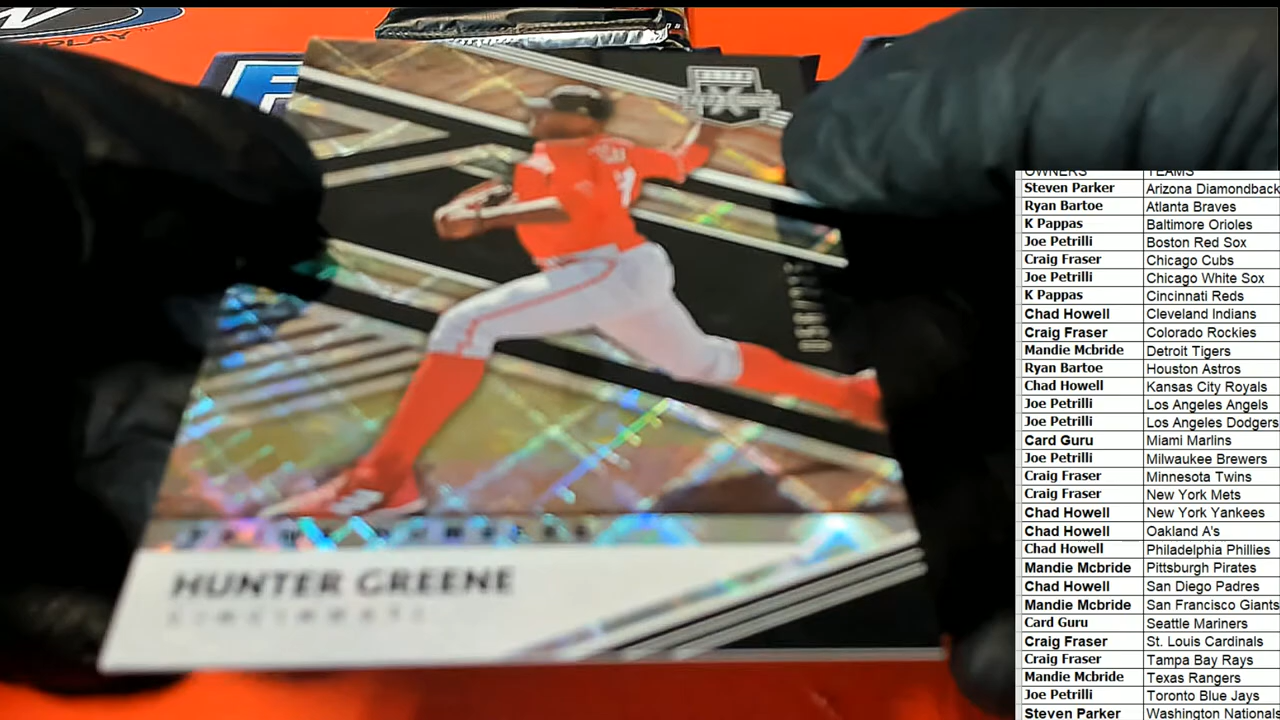 PLAY
HUNTER GREENE
OWNERS TEAMS
Steven Parker Arizona Diamondback
Ryan Bartoe Atlanta Braves
K Pappas Baltimore Orioles
Joe Petrilli Boston Red Sox
Craig Fraser Chicago Cubs
Joe Petrilli Chicago White Sox
K Pappas Cincinnati Reds
Chad Howell Cleveland Indians
Craig Fraser Colorado Rockies
Mandie Mcbride Detroit Tigers
Ryan Bartoe Houston Astros
Chad Howell Kansas City Royals
Joe Petrilli Los Angeles Angels
Joe Petrilli Los Angeles Dodgers
Card Guru Miami Marlins
Joe Petrilli Milwaukee Brewers
Craig Fraser Minnesota Twins
Craig Fraser New York Mets
Chad Howell New York Yankees
Chad Howell Oakland A's
Chad Howell Philadelphia Phillies
Mandie Mcbride Pittsburgh Pirates
Chad Howell San Diego Padres
Mandie Mcbride San Francisco Giants
Card Guru Seattle Mariners
Craig Fraser St. Louis Cardinals
Craig Fraser Tampa Bay Rays
Mandie Mcbride Texas Rangers
Joe Petrilli Toronto Blue Jays
Steven Parker Washington Nationals